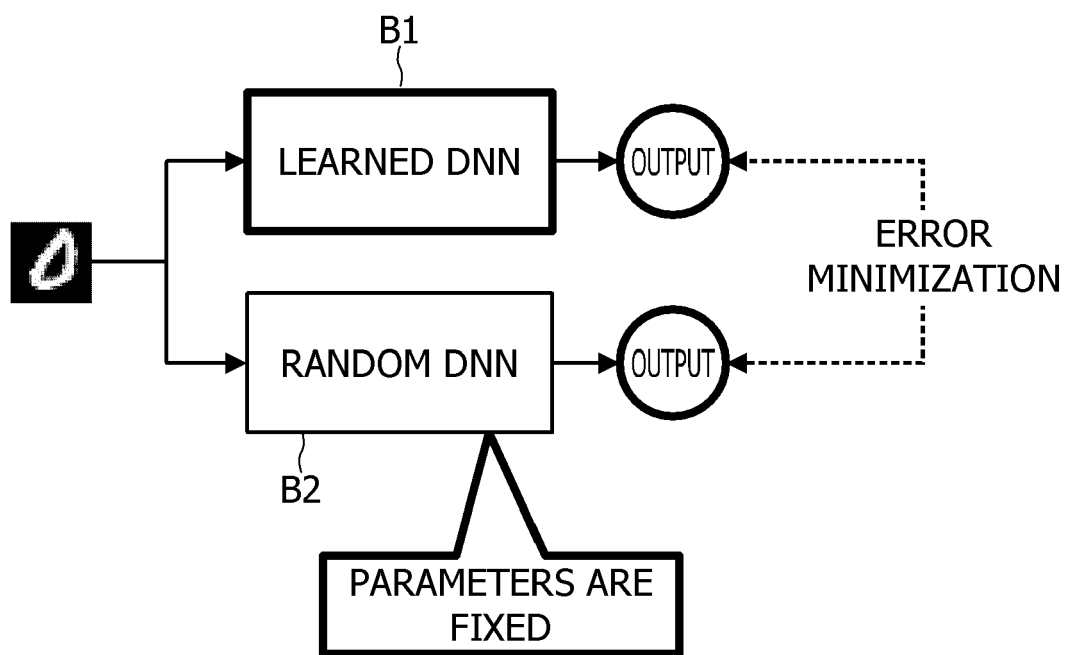 B1
LEARNED DNN
OUTPUT
ERROR
MINIMIZATION
RANDOM DNN
OUTPUT
B2
PARAMETERS ARE
FIXED